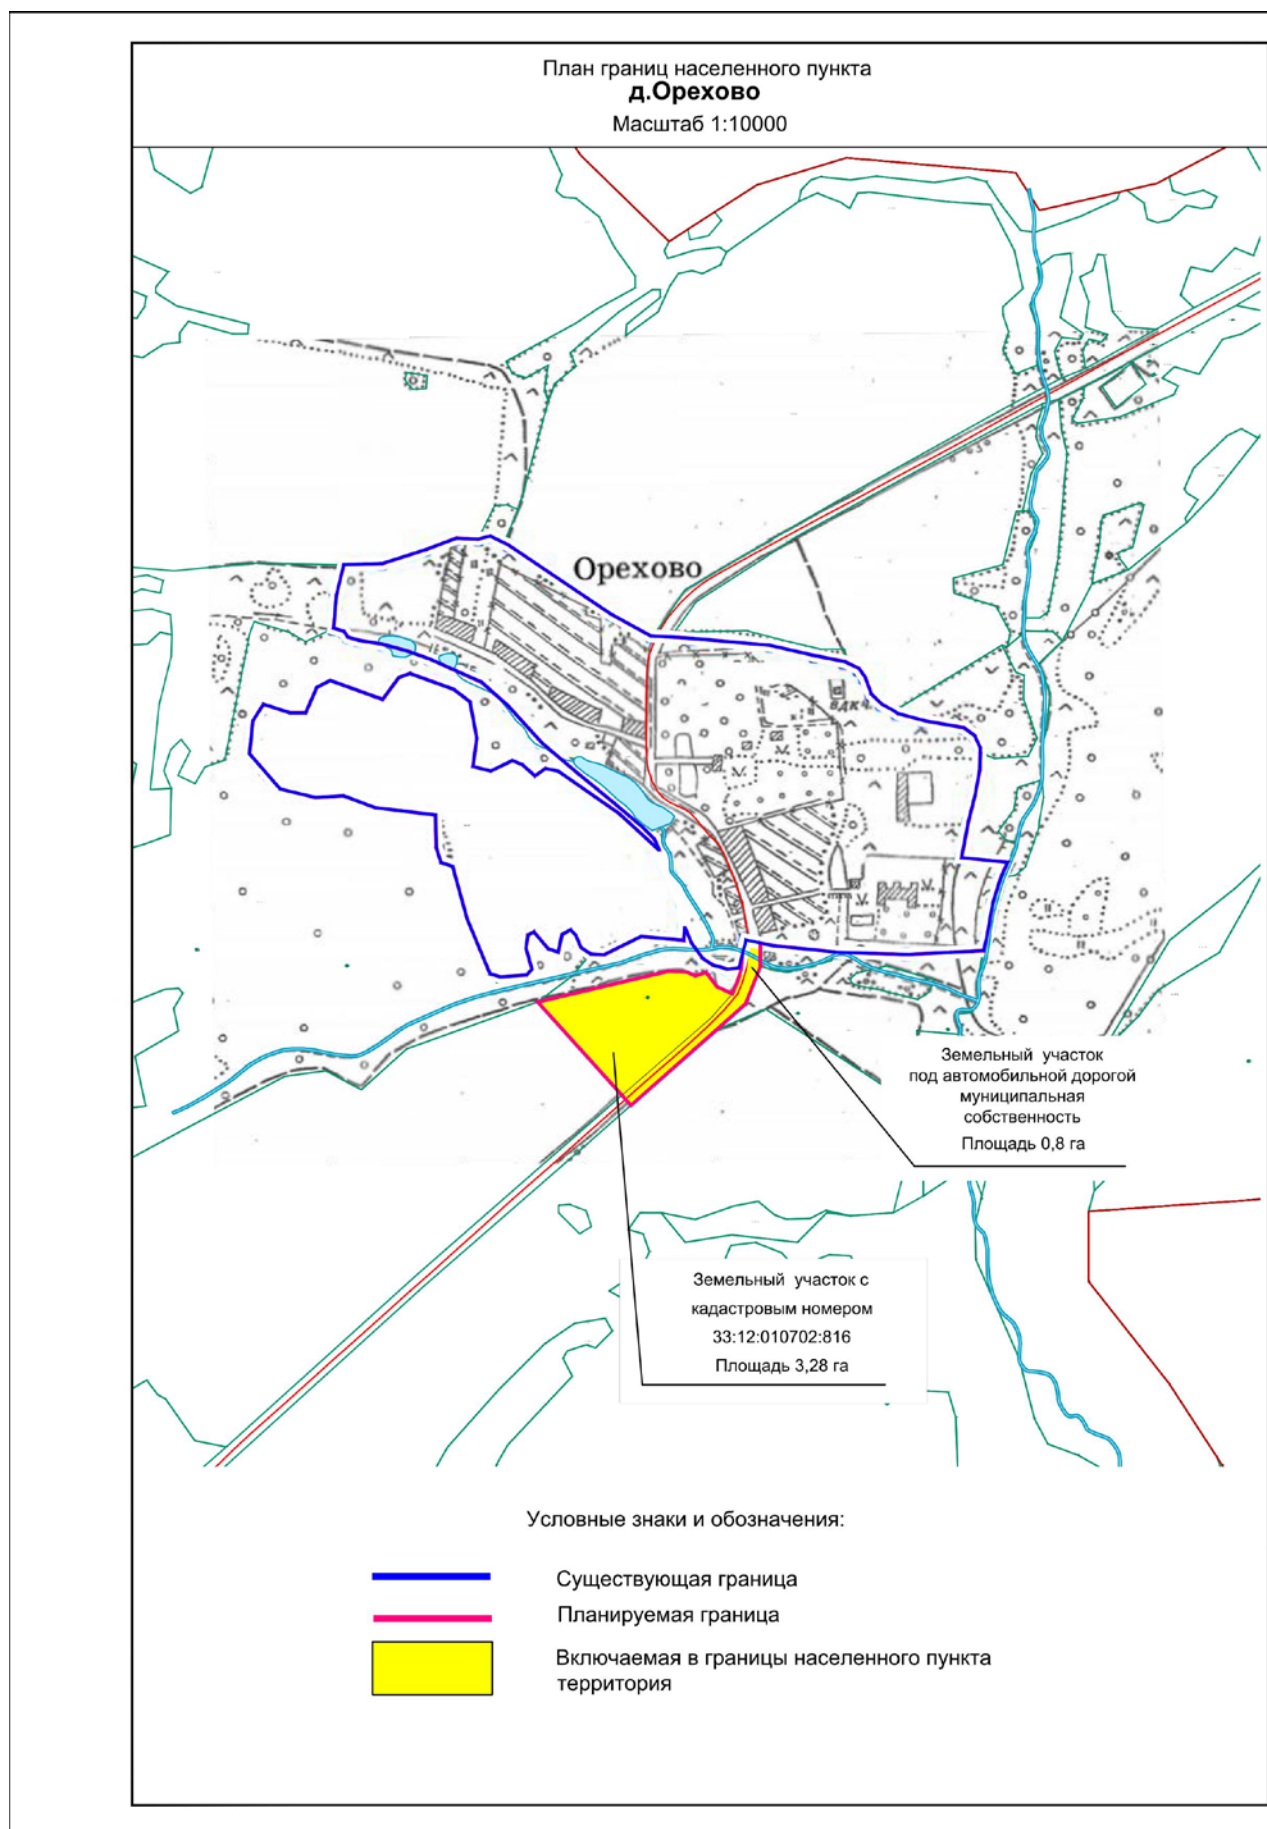 План границ населенного пункта
д.Орехово
Масштаб 1:10000
Орехово
вдкч.
Земельный участок
под автомобильной дорогой
муниципальная
собственность
Площадь 0,8 га
Земельный участок с
кадастровым номером
33:12:010702:816
Площадь 3,28 га
Условные знаки и обозначения:
Существующая граница
Планируемая граница
Включаемая в границы населенного пункта
территория